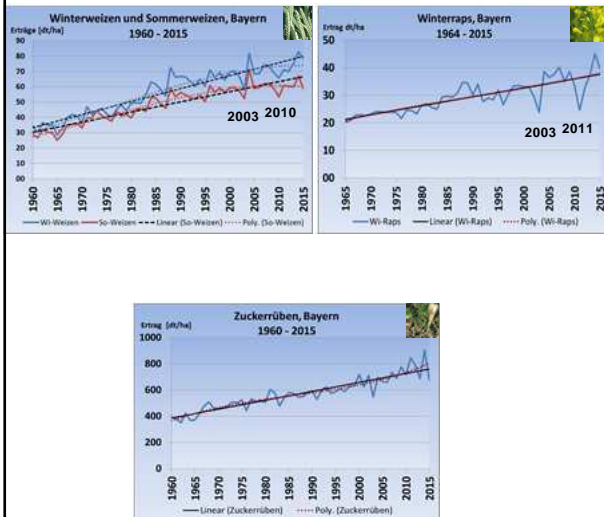 Winterweizen und Sommerweizen, Bayern
Erträge [dt/ha]
1960 - 2015
90
80
70
60
50
40
30
20
10
00
2003 2010
1960 1965 1970 1975 1980 1985 1990 1995 2000 2005 2010 2015
Wi-Weizen So-Weizen Linear (So-Weizen) Poly. (So-Weizen)
Winterraps, Bayern
Ertrag dt/ha
1964 - 2015
50
40
30
20
10
00
2003 2011
1965 1970 1975 1980 1985 1990 1995 2000 2005 2010 2015
Wi-Raps Linear (Wi-Raps) Poly. (Wi-Raps)
Zuckerrüben, Bayern
Ertrag [dt/ha]
1960 - 2015
1000
800
600
400
200
0
1960 1965 1970 1975 1980 1985 1990 1995 2000 2005 2010 2015
Linear (Zuckerrüben) Poly. (Zuckerrüben)